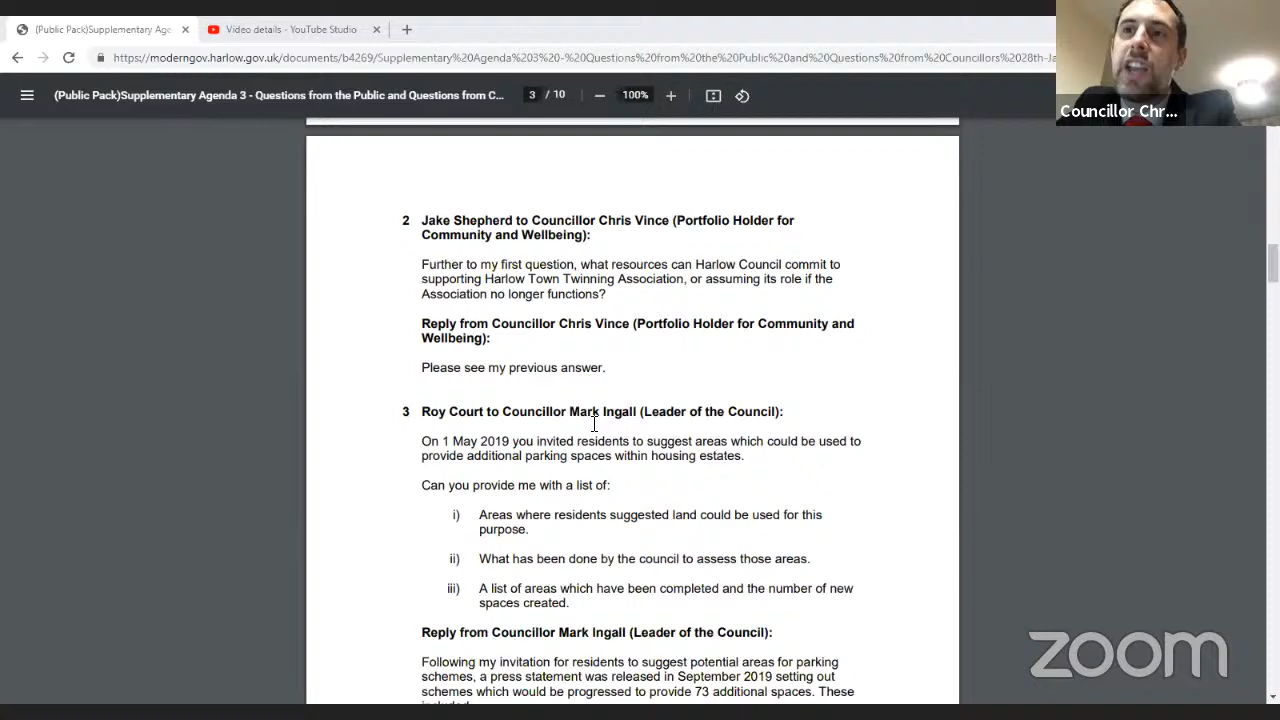 (Public Pack)Supplementary Age
Video details - YouTube Studio
https://moderngov.harlow.gov.uk/documents/b4269/Supplementary%20Agenda%203%20-%20Questions%20from%20the%20Public%20and%20Questions%20from%20Councillors%2028th-Ja
(Public Pack)Supplementary Agenda 3 - Questions from the Public and Questions from C...
3 / 10
100%
Councillor Chr...
2 Jake Shepherd to Councillor Chris Vince (Portfolio Holder for
Community and Wellbeing):
Further to my first question, what resources can Harlow Council commit to
supporting Harlow Town Twinning Association, or assuming its role if the
Association no longer functions?
Reply from Councillor Chris Vince (Portfolio Holder for Community and
Wellbeing):
Please see my previous answer.
3 Roy Court to Councillor Mark Ingall (Leader of the Council):
On 1 May 2019 you invited residents to suggest areas which could be used to
provide additional parking spaces within housing estates.
Can you provide me with a list of:
i) Areas where residents suggested land could be used for this
purpose.
ii) What has been done by the council to assess those areas.
iii) A list of areas which have been completed and the number of new
spaces created.
Reply from Councillor Mark Ingall (Leader of the Council):
Following my invitation for residents to suggest potential areas for parking
schemes, a press statement was released in September 2019 setting out
schemes which would be progressed to provide 73 additional spaces. These
zoom